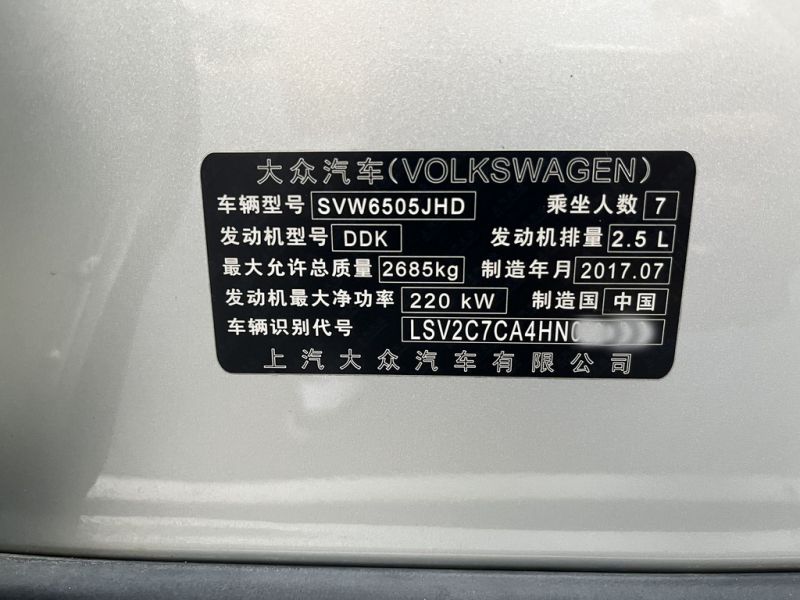 大众汽车(VOLKSWAGEN)
车辆型号 SVW6505JHD 乘坐人数 7
发动机型号 DDK 发动机排量 2.5 L
最大允许总质量 2685kg 制造年月 2017.07
发动机最大净功率 220 kW 制造国 中国
车辆识别代号 LSV2C7CA4HN
上汽大众汽车有限公司